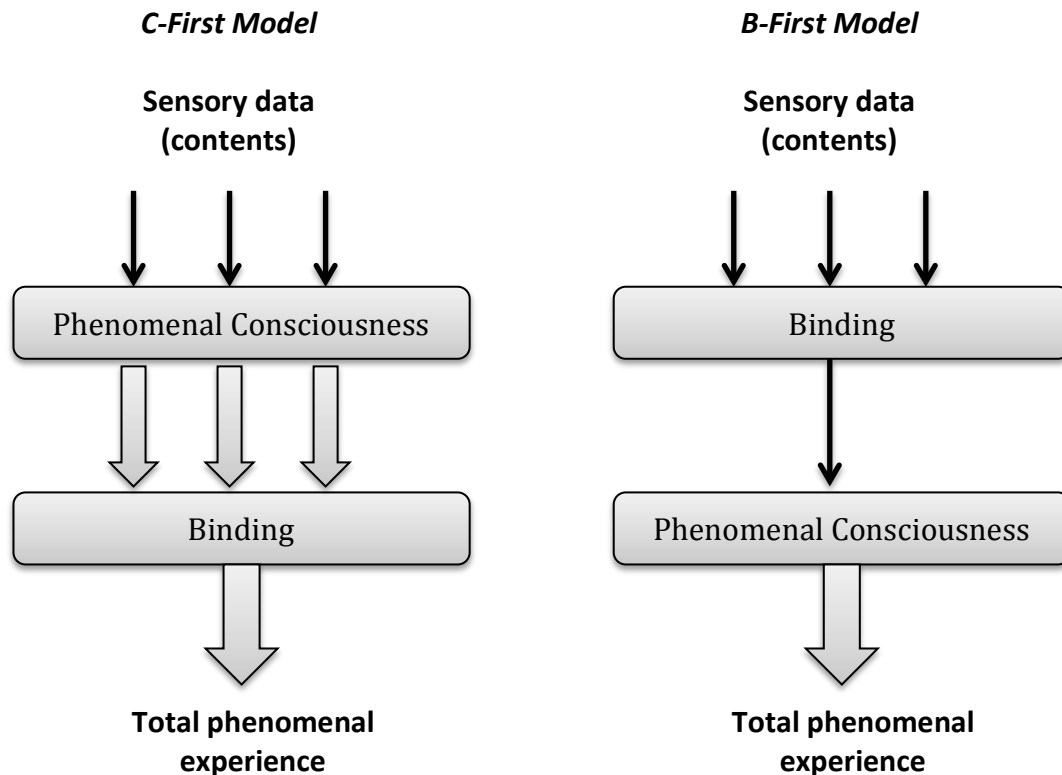 C-First Model
Sensory data
(contents)
Phenomenal Consciousness
Binding
Total phenomenal
experience
B-First Model
Sensory data
(contents)
Binding
Phenomenal Consciousness
Total phenomenal
experience